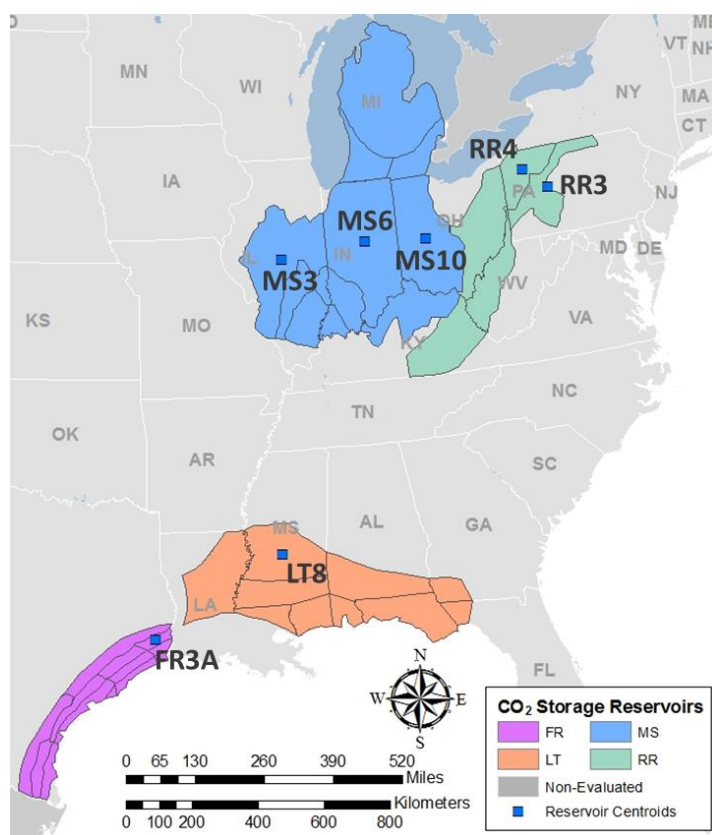 MN
WI
MI
VT
ME
NH
NY
MA
CT
IA
RR4
PA
RR3
NJ
MS6
OH
MS10
MD
DE
IL
MS3
IN
WV
KS
MO
KY
VA
TN
NC
OK
AR
SC
MS
AL
GA
LT8
LA
FR3A
FL
N
W
E
S
CO2 Storage Reservoirs
FR
MS
LT
RR
Non-Evaluated
Reservoir Centroids
0 65 130 260 390 520
Miles
Kilometers
0 100 200 400 600 800